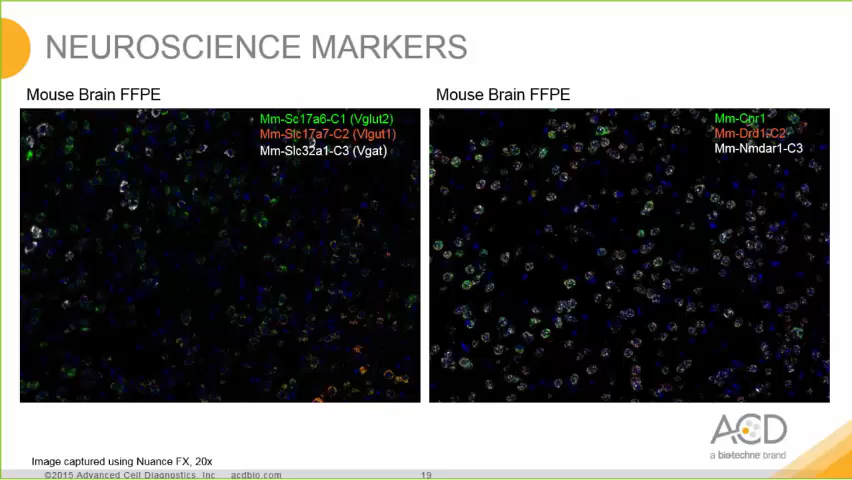 NEUROSCIENCE MARKERS
Mouse Brain FFPE
Mm-Sc17a6-C1 (Vglut2)
Mm-Slc17a7-C2 (Vlgut1)
Mm-Slc32a1-C3 (Vgat)
Mouse Brain FFPE
Mm-Cnr1
Mm-Drd1-C2
Mm-Nmdar1-C3
ACD
a biotechne brand
Image captured using Nuance FX, 20x
©2015 Advanced Cell Diagnostics, Inc acdbio.com
19